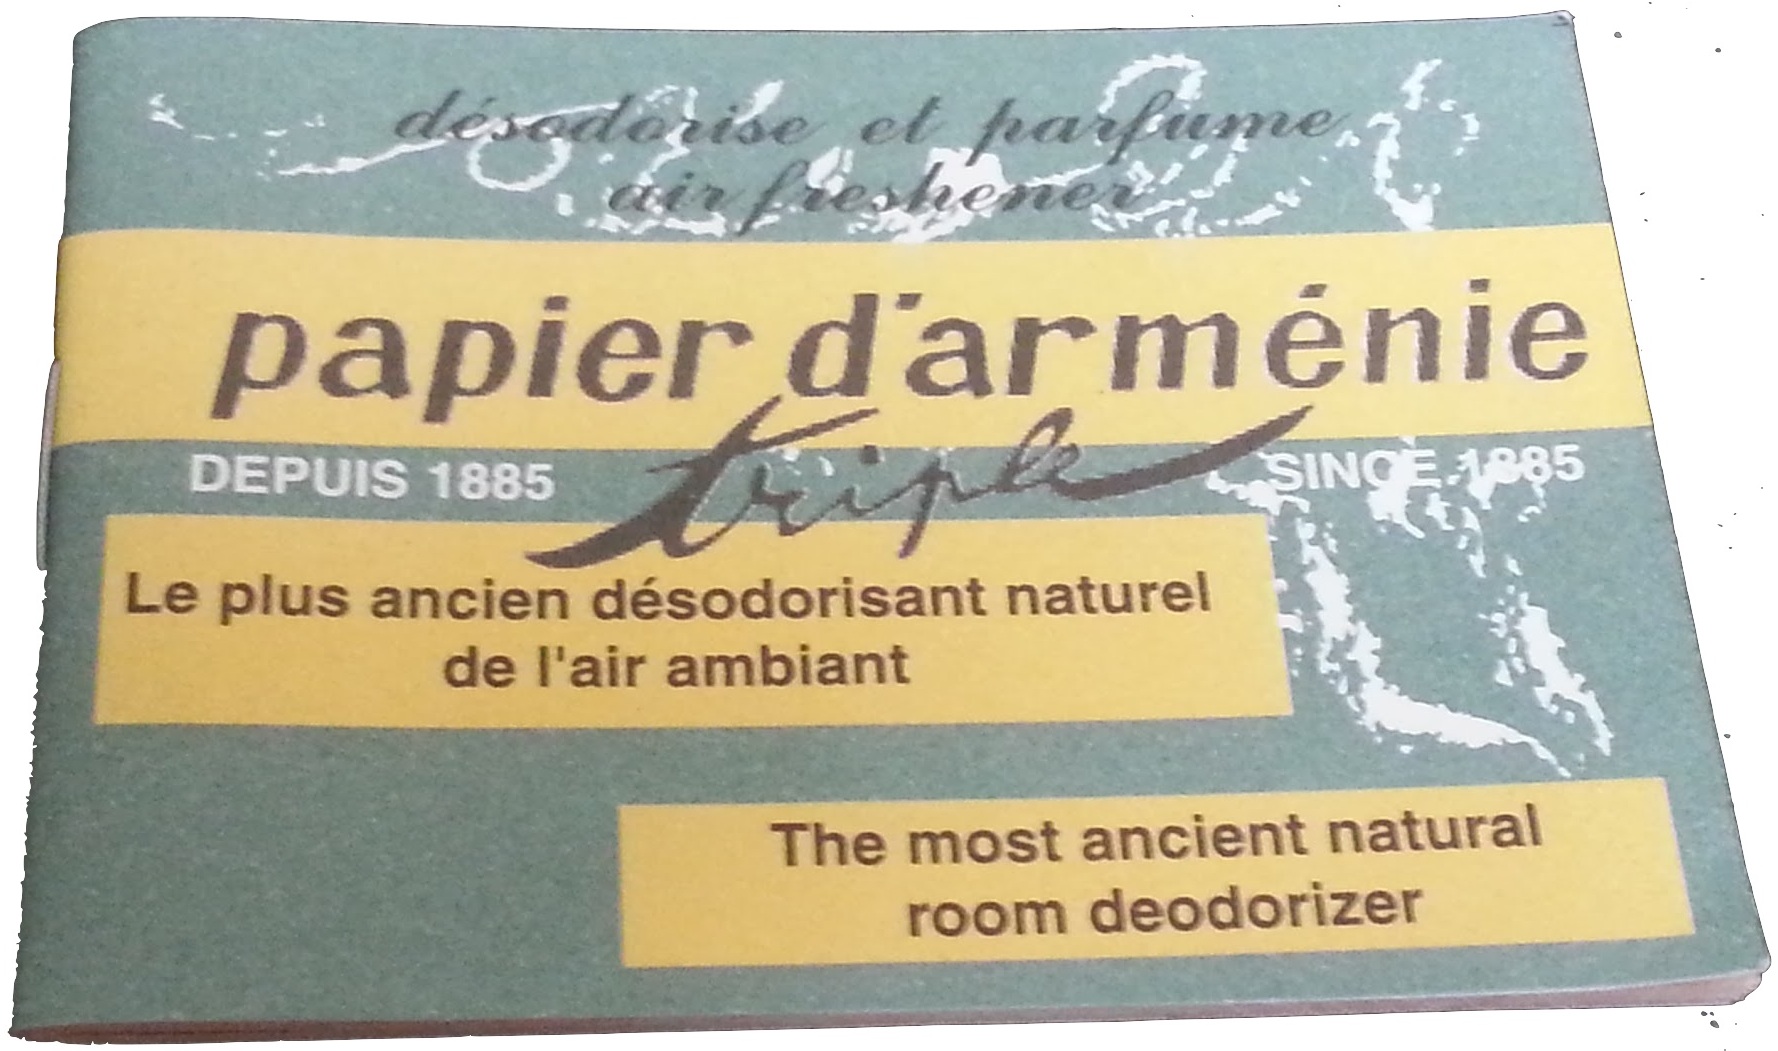 désodorise et parfume
air freshener
papier d'arménie
triple
DEPUIS 1885
SINCE 1885
Le plus ancien désodorisant naturel
de l'air ambiant
The most ancient natural
room deodorizer